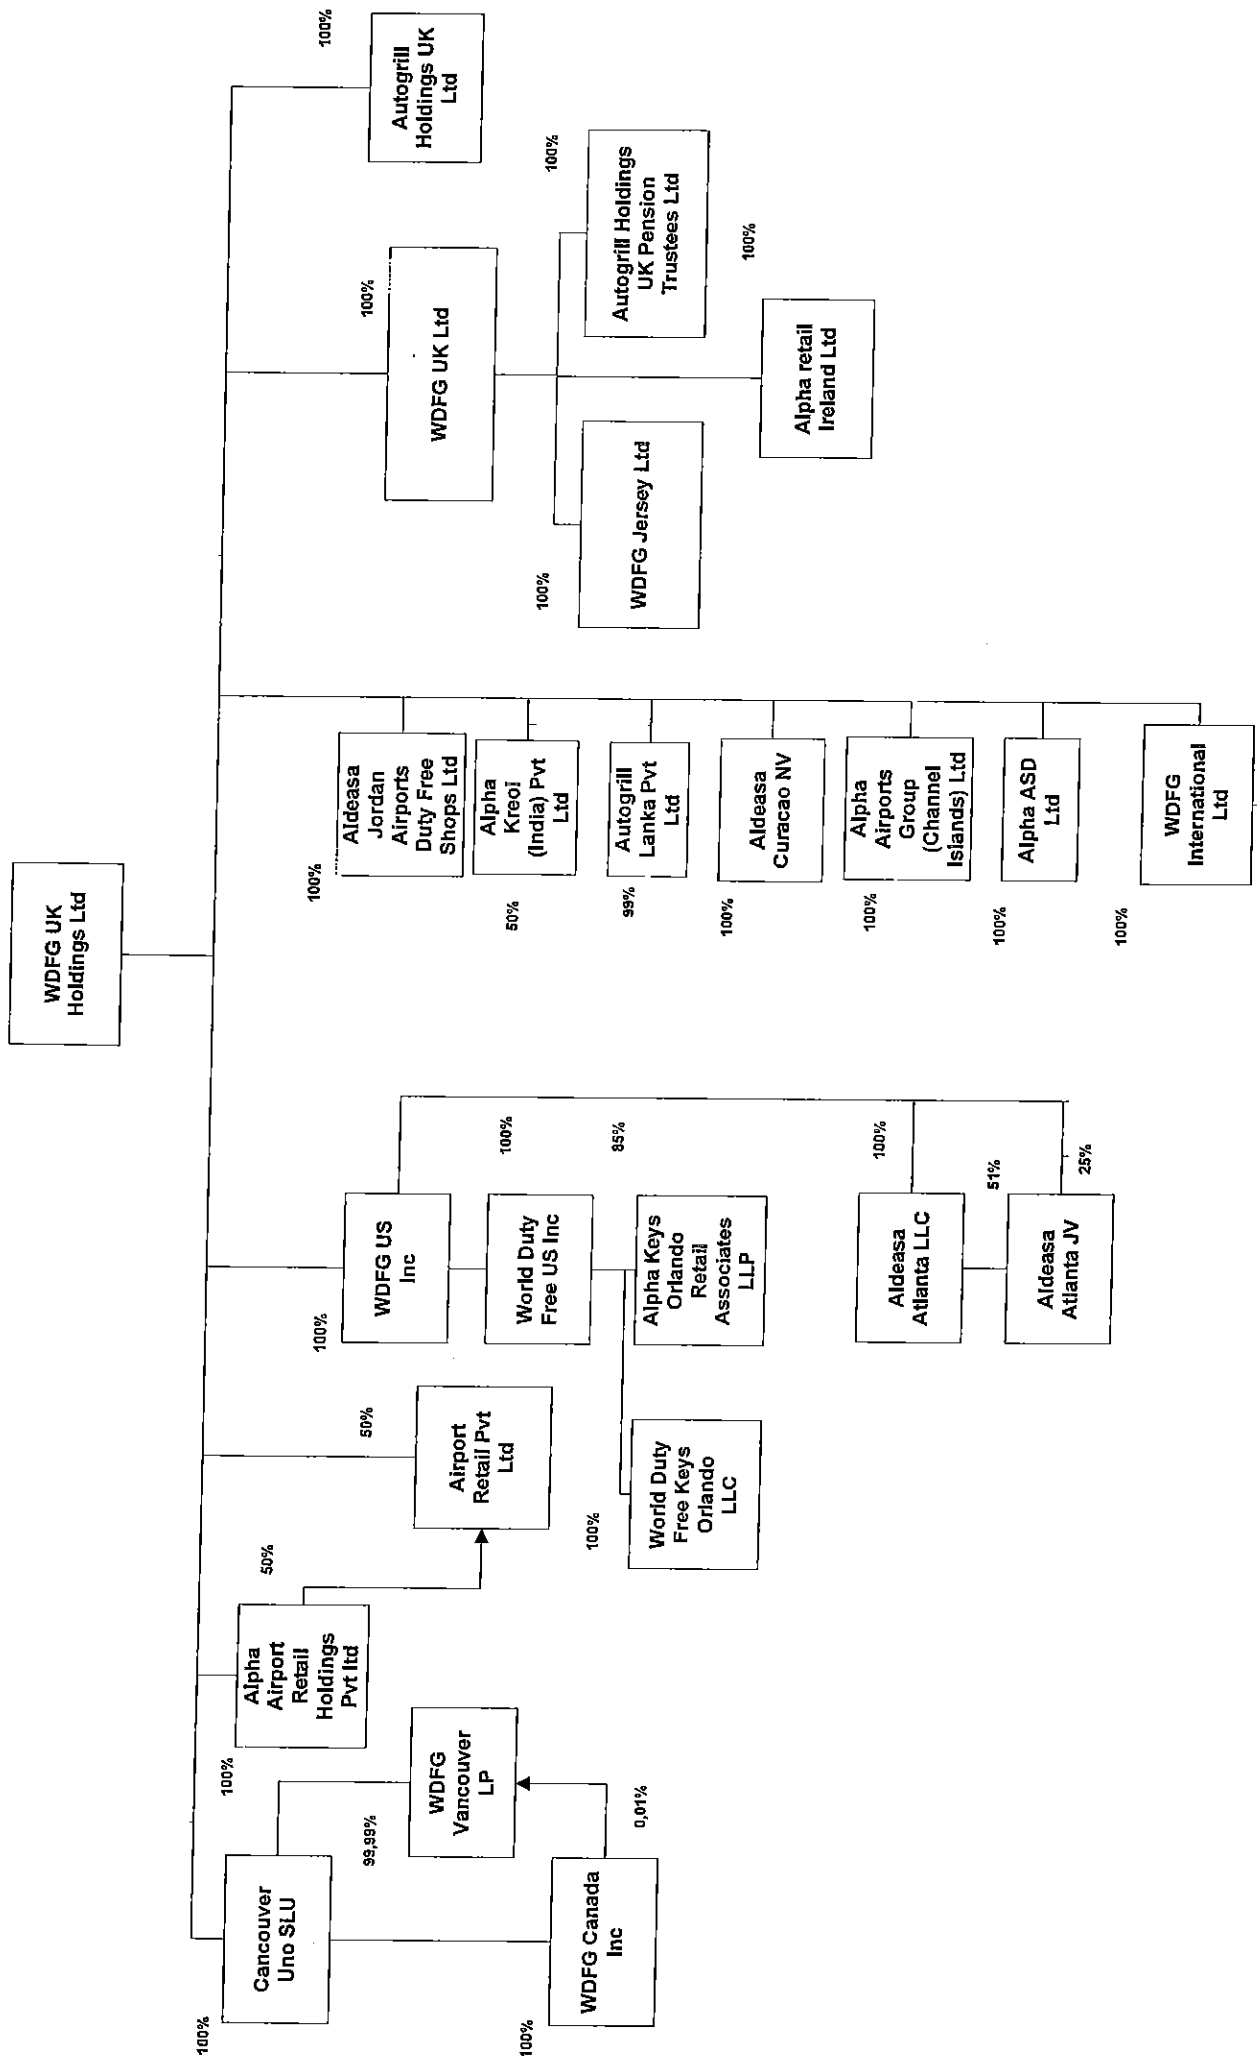 WDFG UK
Holdings Ltd
100%
Cancouver
Uno SLU
99,99%
WDFG
Vancouver
LP
100%
WDFG Canada
Inc
0,01%
100%
Alpha
Airport
Retail
Holdings
Pvt ltd
50%
50%
Airport
Retail Pvt
Ltd
100%
WDFG US
Inc
100%
World Duty
Free US Inc
85%
Alpha Keys
Orlando
Retail
Associates
LLP
100%
World Duty
Free Keys
Orlando
LLC
100%
Aldeasa
Atlanta LLC
51%
25%
Aldeasa
Atlanta JV
100%
Aldeasa
Jordan
Airports
Duty Free
Shops Ltd
50%
Alpha
Kreol
(India) Pvt
Ltd
99%
Autogrill
Lanka Pvt
Ltd
100%
Aldeasa
Curacao NV
100%
Alpha
Airports
Group
(Channel
Islands) Ltd
100%
Alpha ASD
Ltd
100%
WDFG
International
Ltd
100%
WDFG UK Ltd
100%
WDFG Jersey Ltd
100%
Autogrill Holdings
UK Pension
Trustees Ltd
100%
Alpha retail
Ireland Ltd
100%
Autogrill
Holdings UK
Ltd